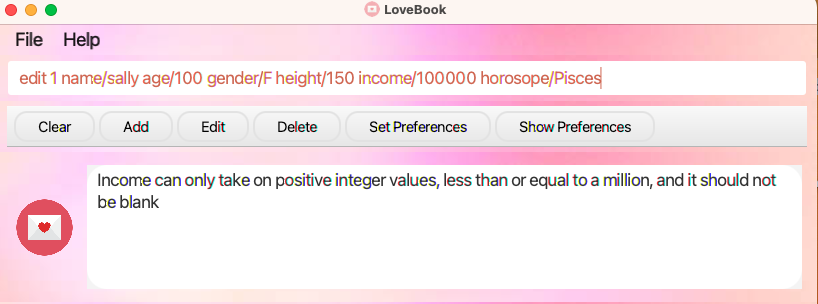 LoveBook
File Help
edit 1 name/sally age/100 gender/F height/150 income/100000 horosope/Pisces
Clear Add Edit Delete Set Preferences Show Preferences
Income can only take on positive integer values, less than or equal to a million, and it should not
be blank